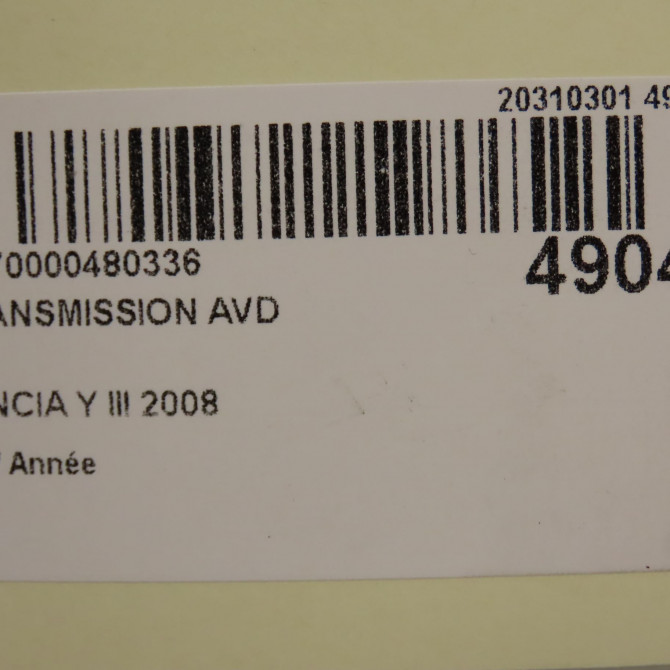 20310301 49
70000480336
4904
ANSMISSION AVD
NCIA Y III 2008
/ Année